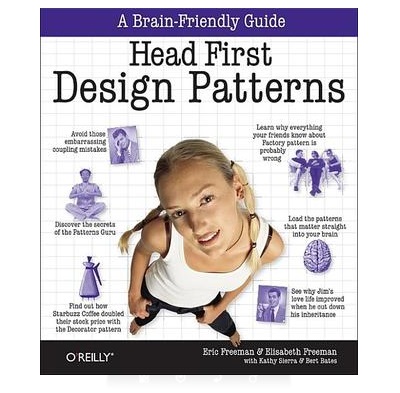 A Brain-Friendly Guide
Head First
Design Patterns
Avoid those
embarrassing
coupling mistakes
Learn why everything
your friends know about
Factory pattern is
probably
wrong
Discover the secrets
of the Patterns Guru
Load the patterns
that matter straight
into your brain
Find out how
Starbuzz Coffee doubled
their stock price with
the Decorator pattern
See why Jim's
love life improved
when he cut down
his inheritance
O'REILLY®
Eric Freeman & Elisabeth Freeman
with Kathy Sierra & Bert Bates